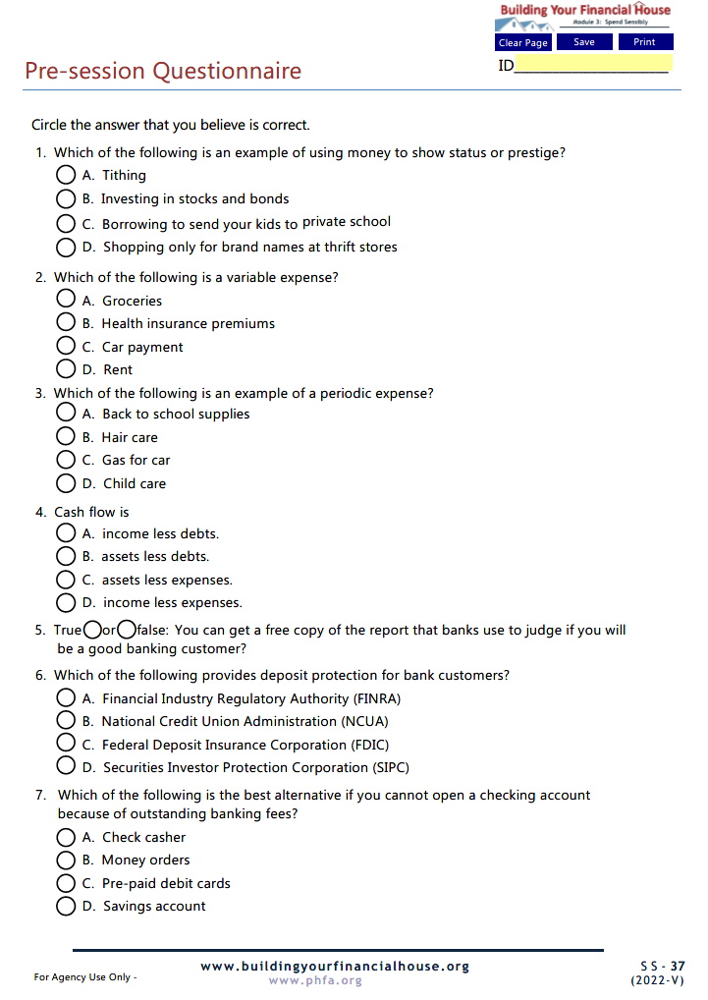 Building Your Financial House
Module 3: Spend Sensibly
Clear Page Save Print
Pre-session Questionnaire
ID
Circle the answer that you believe is correct.
1. Which of the following is an example of using money to show status or prestige?
A. Tithing
B. Investing in stocks and bonds
C. Borrowing to send your kids to private school
D. Shopping only for brand names at thrift stores
2. Which of the following is a variable expense?
A. Groceries
B. Health insurance premiums
C. Car payment
D. Rent
3. Which of the following is an example of a periodic expense?
A. Back to school supplies
B. Hair care
C. Gas for car
D. Child care
4. Cash flow is
A. income less debts.
B. assets less debts.
C. assets less expenses.
D. income less expenses.
5. True or false: You can get a free copy of the report that banks use to judge if you will
be a good banking customer?
6. Which of the following provides deposit protection for bank customers?
A. Financial Industry Regulatory Authority (FINRA)
B. National Credit Union Administration (NCUA)
C. Federal Deposit Insurance Corporation (FDIC)
D. Securities Investor Protection Corporation (SIPC)
7. Which of the following is the best alternative if you cannot open a checking account
because of outstanding banking fees?
A. Check casher
B. Money orders
C. Pre-paid debit cards
D. Savings account
For Agency Use Only -
www.buildingyourfinancialhouse.org
www.phfa.org
SS - 37
(2022-V)